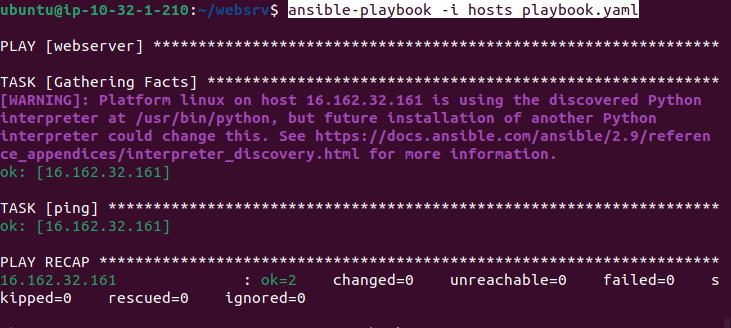 ubuntu@ip-10-32-1-210:~/websrv$ ansible-playbook -i hosts playbook.yaml
PLAY [webserver] ***************************************************************
TASK [Gathering Facts] *********************************************************
[WARNING]: Platform linux on host 16.162.32.161 is using the discovered Python
interpreter at /usr/bin/python, but future installation of another Python
interpreter could change this. See https://docs.ansible.com/ansible/2.9/referen
ce_appendices/interpreter_discovery.html for more information.
ok: [16.162.32.161]
TASK [ping] ********************************************************************
ok: [16.162.32.161]
PLAY RECAP *********************************************************************
16.162.32.161              : ok=2    changed=0    unreachable=0    failed=0    s
kipped=0    rescued=0    ignored=0